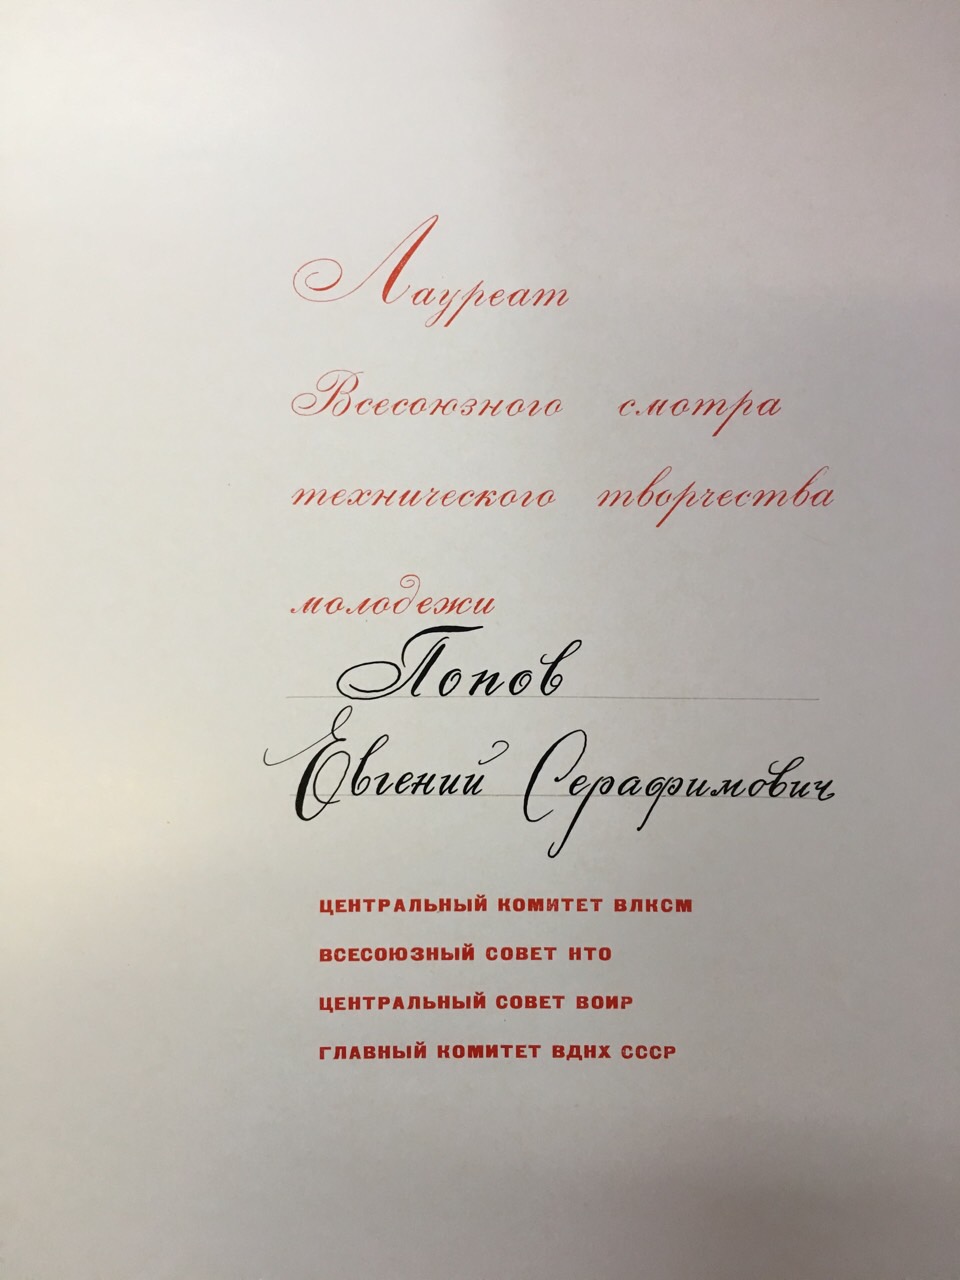 Лауреат
Всесоюзного смотра
технического творчества
молодежи
Попов
Евгений Серафимович
ЦЕНТРАЛЬНЫЙ КОМИТЕТ ВЛКСМ
ВСЕСОЮЗНЫЙ СОВЕТ НТО
ЦЕНТРАЛЬНЫЙ СОВЕТ ВОИР
ГЛАВНЫЙ КОМИТЕТ ВДНХ СССР